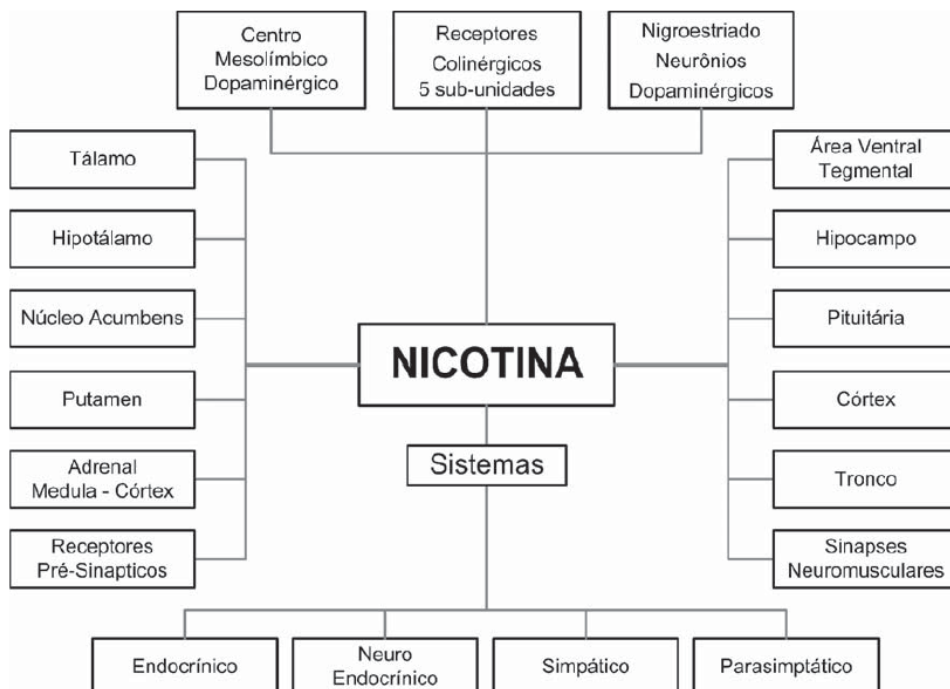 Centro
Mesolímbico
Dopaminérgico
Receptores
Colinérgicos
5 sub-unidades
Nigroestriado
Neurônios
Dopaminérgicos
Tálamo
Hipotálamo
Núcleo Acumbens
Putamen
Adrenal
Medula - Córtex
Receptores
Pré-Sinapticos
NICOTINA
Sistemas
Área Ventral
Tegmental
Hipocampo
Pituitária
Córtex
Tronco
Sinapses
Neuromusculares
Endocrínico
Neuro
Endocrínico
Simpático
Parasimptático